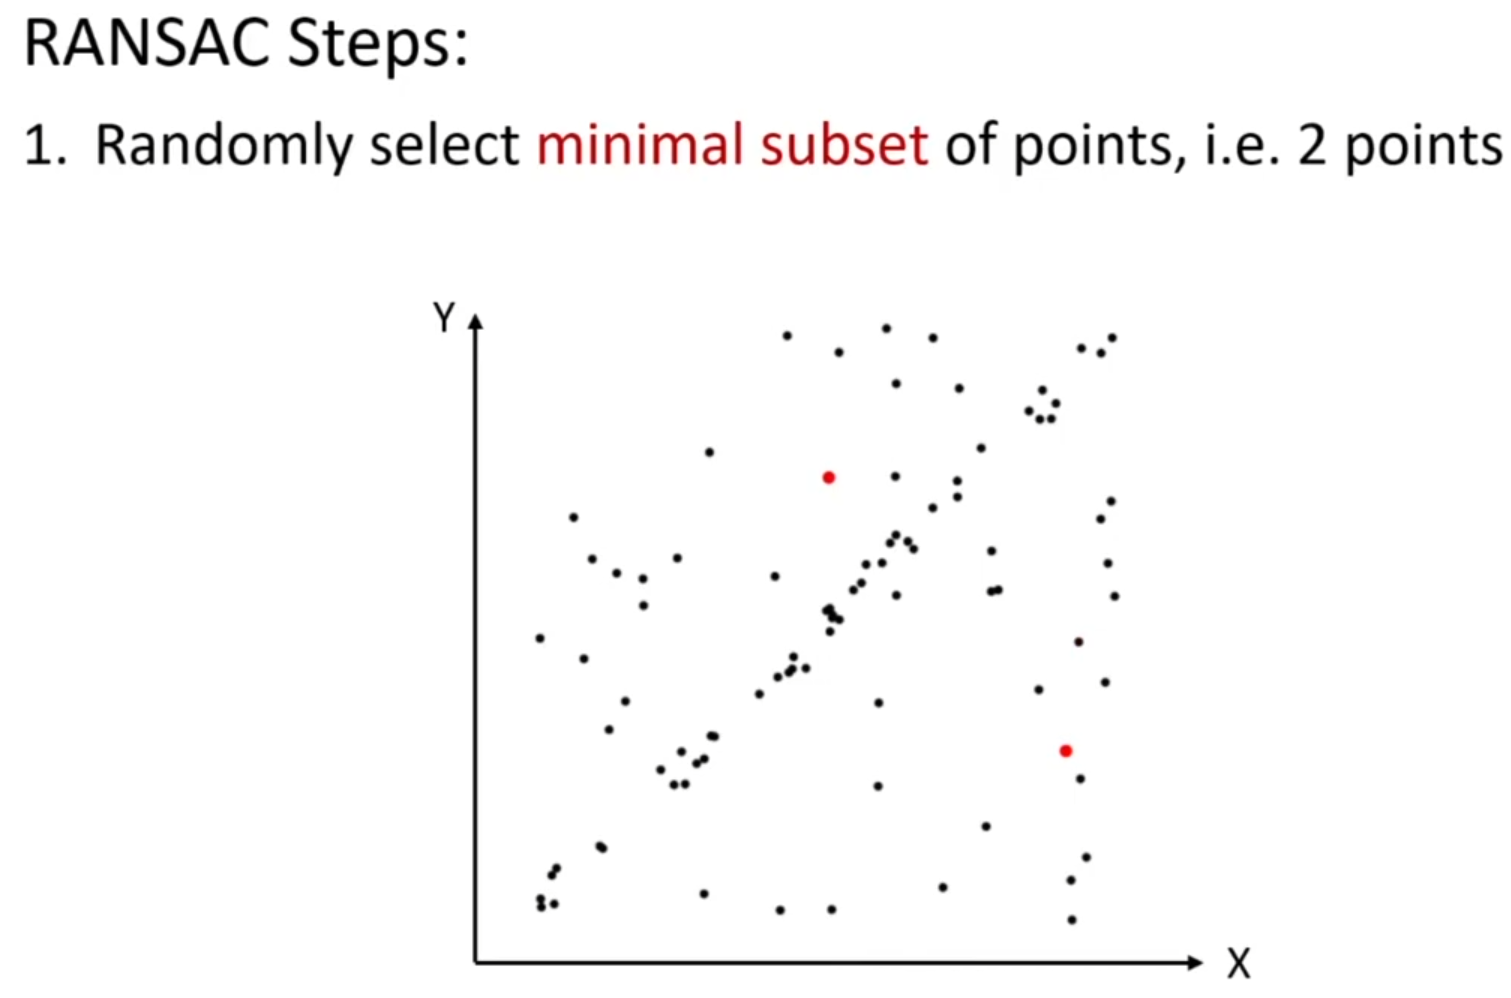 RANSAC Steps:
1. Randomly select minimal subset of points, i.e. 2 points
Y
X